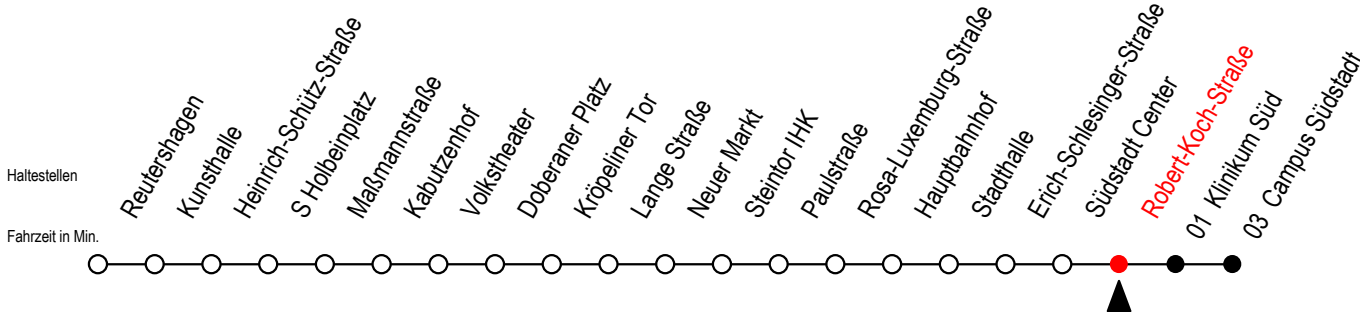 Haltestellen
Reutershagen
Kunsthalle
Heinrich-Schütz-Straße
S Holbeinplatz
Maßmannstraße
Kabutzenhof
Volkstheater
Doberaner Platz
Kröpeliner Tor
Lange Straße
Neuer Markt
Steintor IHK
Paulstraße
Rosa-Luxemburg-Straße
Hauptbahnhof
Stadthalle
Erich-Schlesinger-Straße
Südstadt Center
Robert-Koch-Straße
01 Klinikum Süd
03 Campus Südstadt
Fahrzeit in Min.